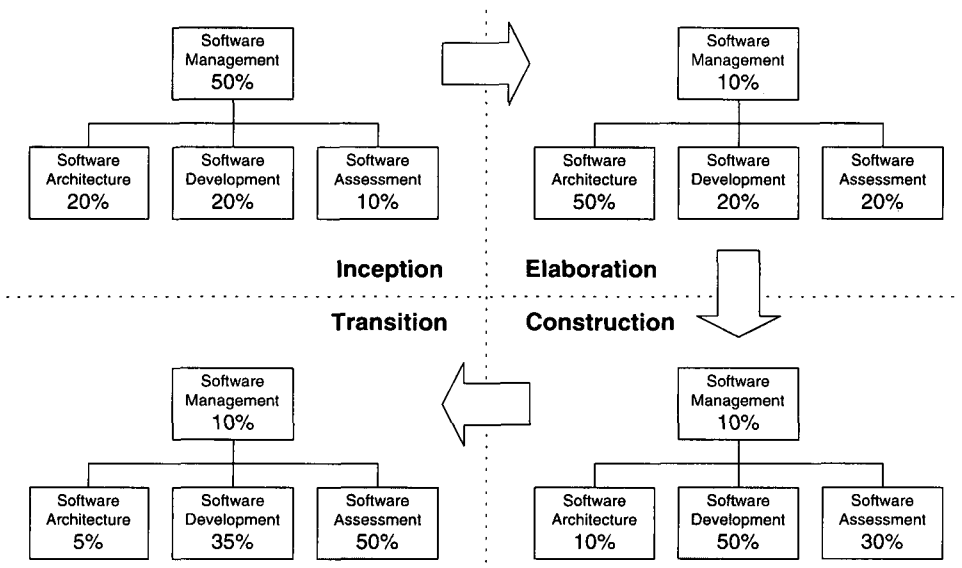 Software
Management
50%
Software
Architecture
20%
Software
Development
20%
Software
Assessment
10%
Inception
Software
Management
10%
Software
Architecture
50%
Software
Development
20%
Software
Assessment
20%
Elaboration
Transition
Software
Management
10%
Software
Architecture
5%
Software
Development
35%
Software
Assessment
50%
Construction
Software
Management
10%
Software
Architecture
10%
Software
Development
50%
Software
Assessment
30%